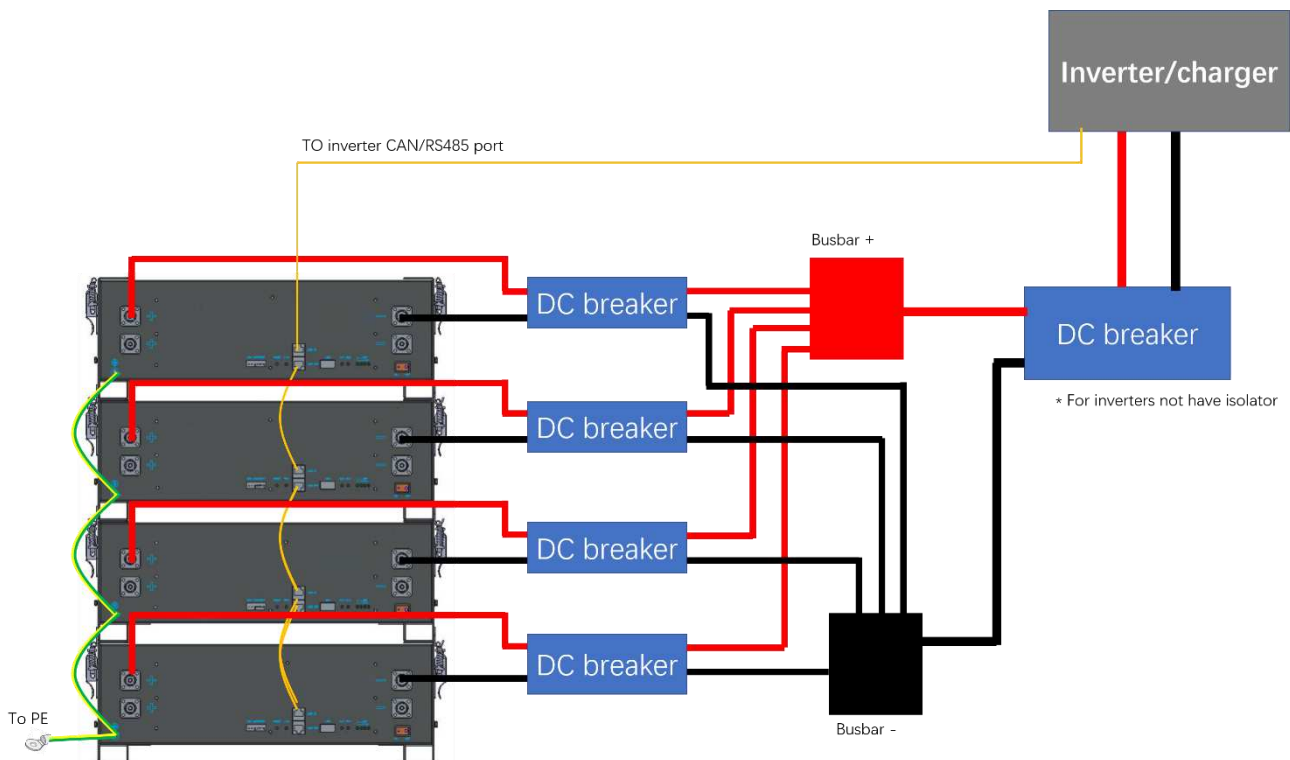 Inverter/charger
TO inverter CAN/RS485 port
Busbar +
DC breaker
DC breaker
* For inverters not have isolator
DC breaker
DC breaker
DC breaker
To PE
Busbar -